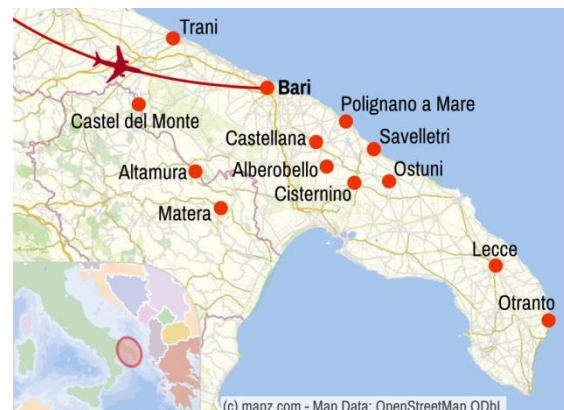 Trani
Bari
Castel del Monte
Polignano a Mare
Castellana
Savelletri
Altamura
Alberobello
Ostuni
Cisternino
Matera
Lecce
Otranto
(c) mapz.com - Map Data: OpenStreetMap ODbL